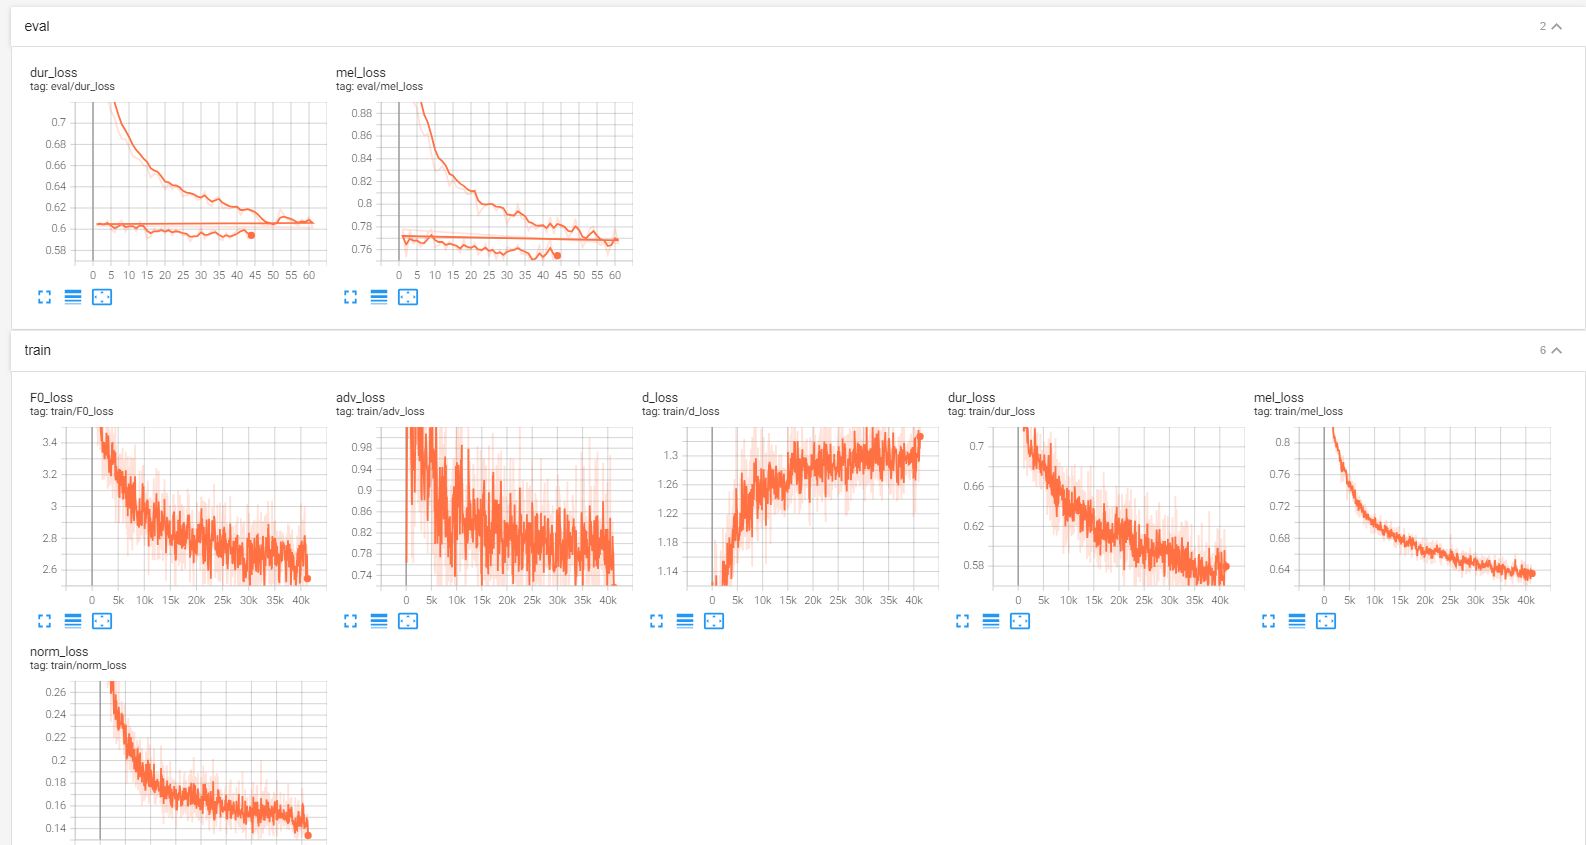 eval
2
dur_loss
tag: eval/dur_loss
0.7
0.68
0.66
0.64
0.62
0.6
0.58
0 5 10 15 20 25 30 35 40 45 50 55 60
mel_loss
tag: eval/mel_loss
0.88
0.86
0.84
0.82
0.8
0.78
0.76
0 5 10 15 20 25 30 35 40 45 50 55 60
train
6
F0_loss
tag: train/F0_loss
3.4
3.2
3
2.8
2.6
0 5k 10k 15k 20k 25k 30k 35k 40k
adv_loss
tag: train/adv_loss
0.98
0.94
0.9
0.86
0.82
0.78
0.74
0 5k 10k 15k 20k 25k 30k 35k 40k
d_loss
tag: train/d_loss
1.3
1.26
1.22
1.18
1.14
0 5k 10k 15k 20k 25k 30k 35k 40k
dur_loss
tag: train/dur_loss
0.7
0.66
0.62
0.58
0 5k 10k 15k 20k 25k 30k 35k 40k
mel_loss
tag: train/mel_loss
0.8
0.76
0.72
0.68
0.64
0 5k 10k 15k 20k 25k 30k 35k 40k
norm_loss
tag: train/norm_loss
0.26
0.24
0.22
0.2
0.18
0.16
0.14